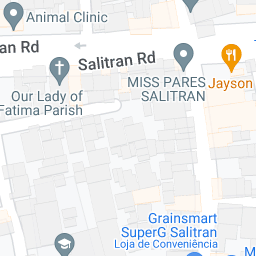 Animal Clinic
an Rd
Salitran Rd
MISS PARES
SALITRAN
Jayson
Our Lady of
Fatima Parish
Grainsmart
SuperG Salitran
Loja de Conveniência
M